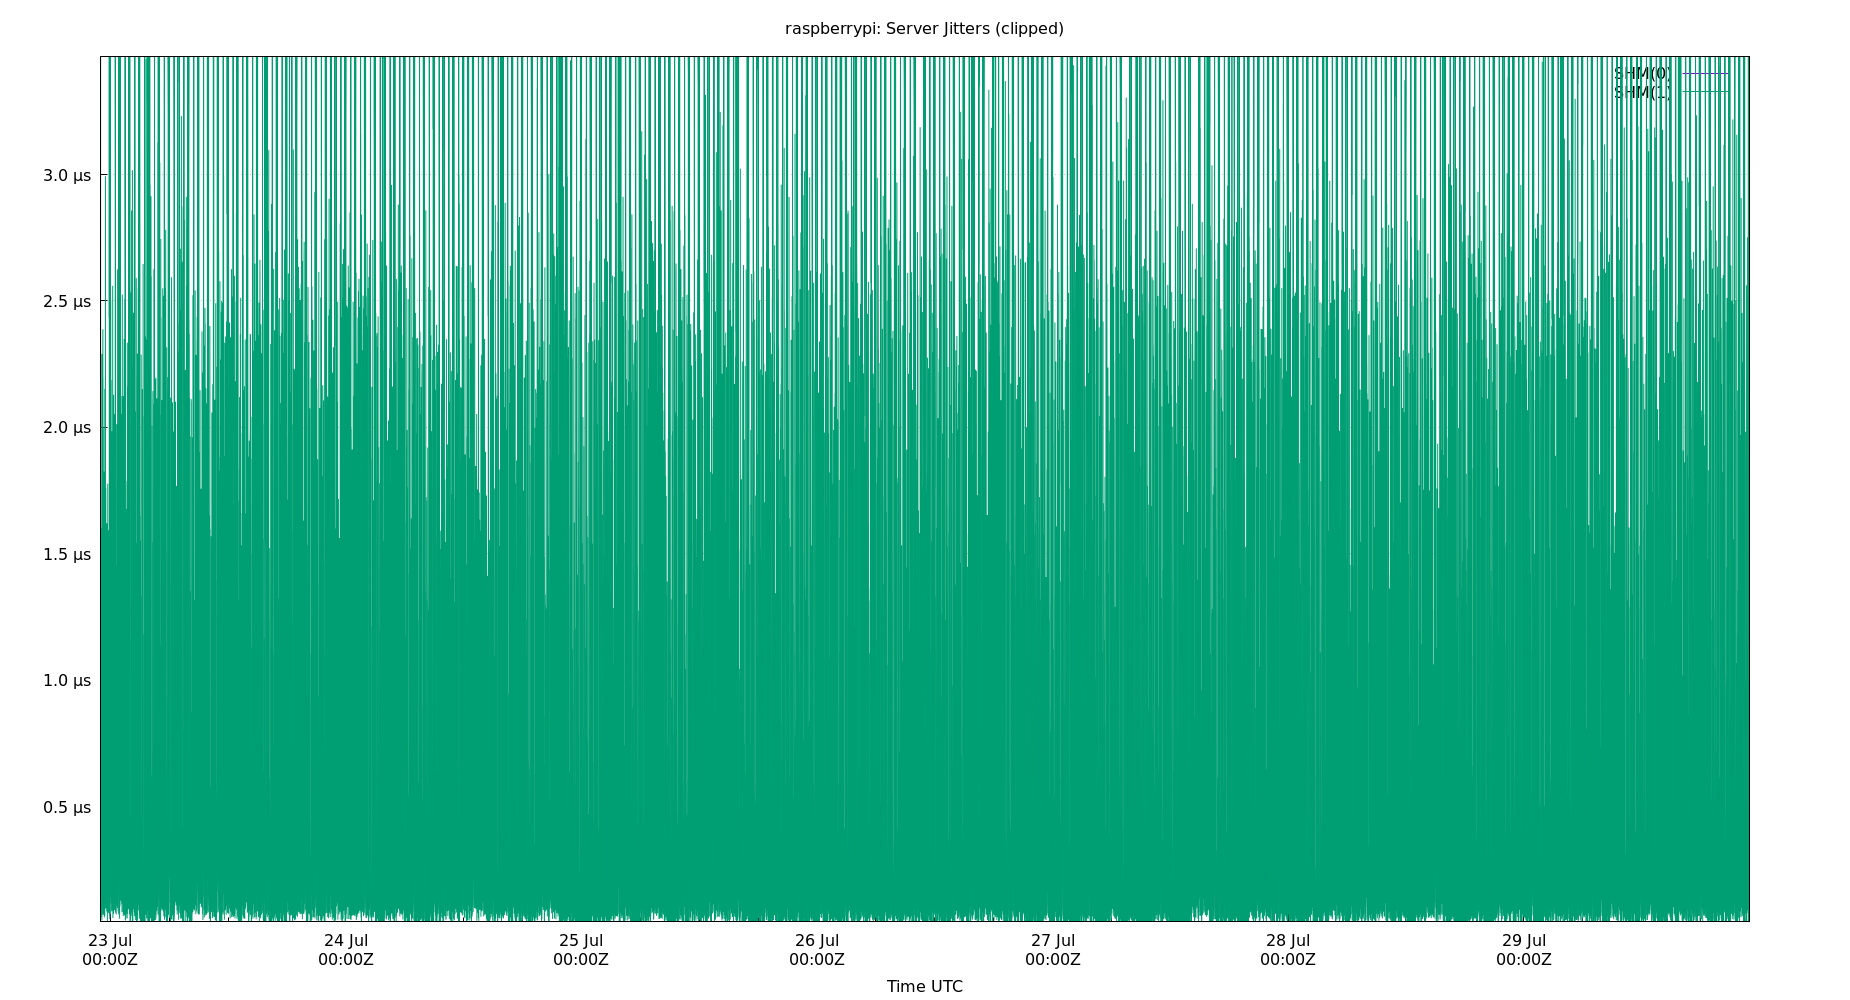 raspberrypi: Server Jitters (clipped)
SHM(0)
SHM(1)
3.0 µs
2.5 µs
2.0 µs
1.5 µs
1.0 µs
0.5 µs
23 Jul 24 Jul 25 Jul 26 Jul 27 Jul 28 Jul 29 Jul
00:00Z 00:00Z 00:00Z 00:00Z 00:00Z 00:00Z 00:00Z
Time UTC